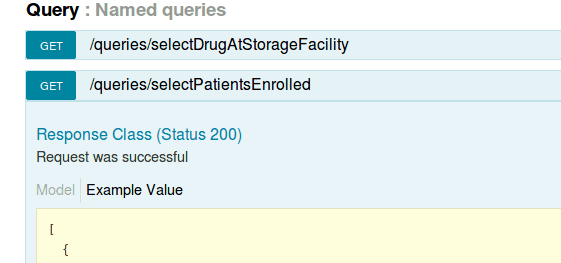 Query : Named queries
GET /queries/selectDrugAtStorageFacility
GET /queries/selectPatientsEnrolled
Response Class (Status 200)
Request was successful
Model Example Value
[
{